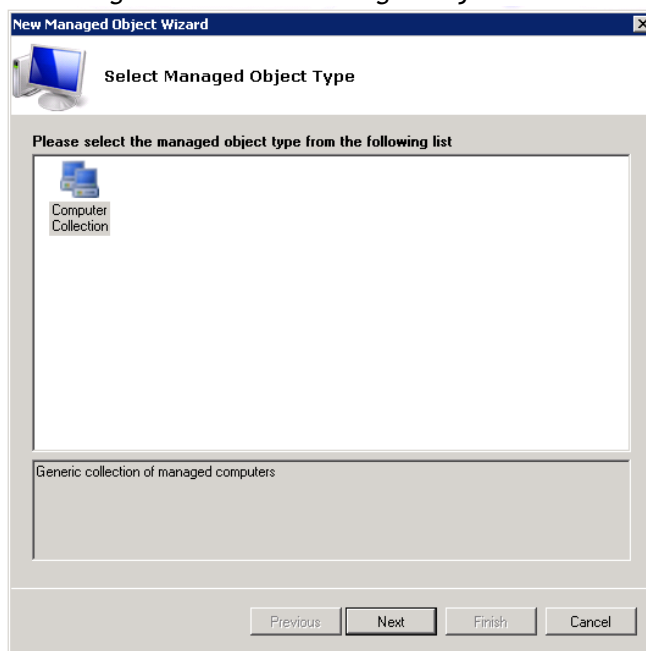 New Managed Object Wizard
Select Managed Object Type
Please select the managed object type from the following list
Computer
Collection
Generic collection of managed computers
Previous
Next
Finish
Cancel